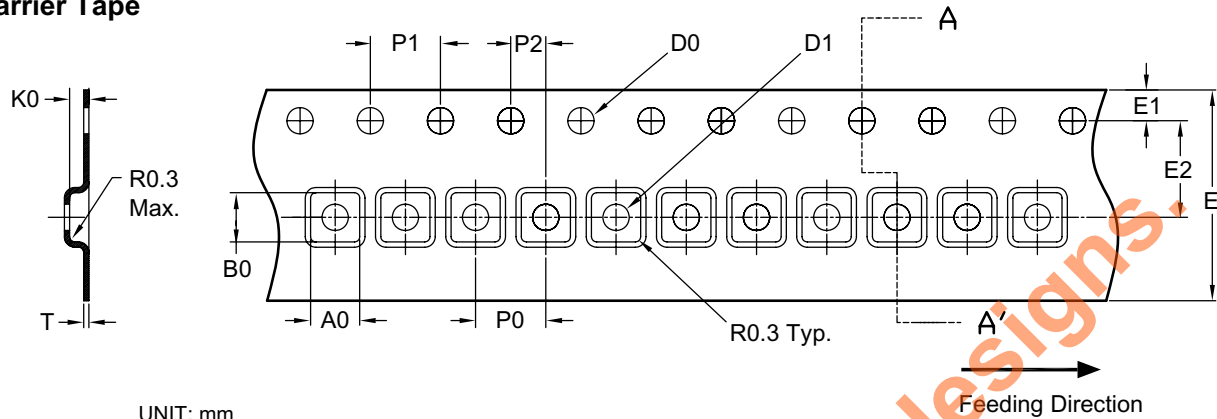 arrier Tape
A
P1
P2
D0
D1
K0
E1
R0.3
Max.
E2
E
B0
T
A0
P0
R0.3 Typ.
A'
esigns.
Feeding Direction
UNIT: mm